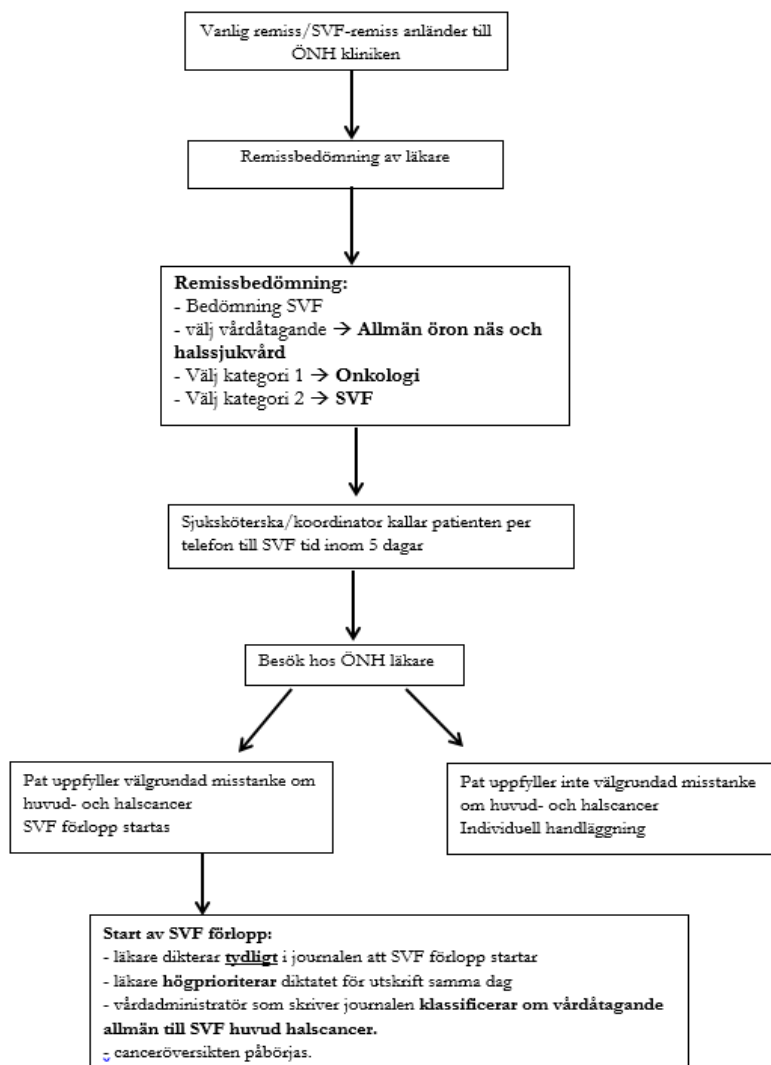 Vanlig remiss/SVF-remiss anländer till
ÖNH kliniken
Remissbedömning av läkare
Remissbedömning:
- Bedömning SVF
- välj vårdåtagande → Allmän öron näs och
halssjukvård
- Välj kategori 1 → Onkologi
- Välj kategori 2 → SVF
Sjuksköterska/koordinator kallar patienten per
telefon till SVF tid inom 5 dagar
Besök hos ÖNH läkare
Pat uppfyller välgrundad misstanke om
huvud- och halscancer
SVF förlopp startas
Pat uppfyller inte välgrundad misstanke
om huvud- och halscancer
Individuell handläggning
Start av SVF förlopp:
- läkare dikterar tydligt i journalen att SVF förlopp startar
- läkare högprioriterar diktatet för utskrift samma dag
- vårdadministratör som skriver journalen klassificerar om vårdåtagande
allmän till SVF huvud halscancer.
- canceröversikten påbörjas.